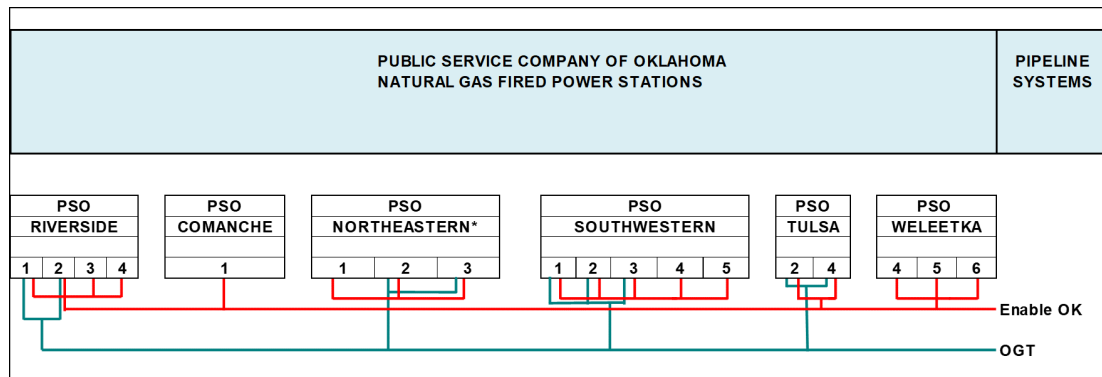 PUBLIC SERVICE COMPANY OF OKLAHOMA
NATURAL GAS FIRED POWER STATIONS
PIPELINE
SYSTEMS
PSO PSO PSO PSO PSO PSO
RIVERSIDE COMANCHE NORTHEASTERN* SOUTHWESTERN TULSA WELEETKA
1 2 3 4 1 1 2 3 1 2 3 4 5 2 4 4 5 6
Enable OK
OGT